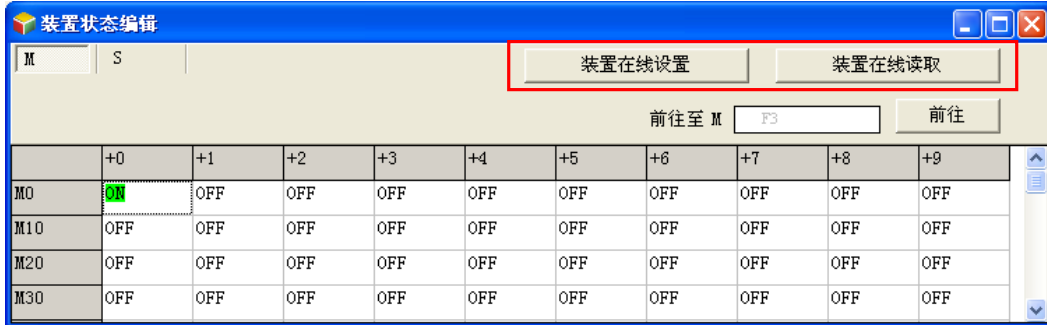 装置状态编辑
M S 装置在线设置 装置在线读取
前往至 M F3 前往
+0 +1 +2 +3 +4 +5 +6 +7 +8 +9
M0 ON OFF OFF OFF OFF OFF OFF OFF OFF OFF
M10 OFF OFF OFF OFF OFF OFF OFF OFF OFF OFF
M20 OFF OFF OFF OFF OFF OFF OFF OFF OFF OFF
M30 OFF OFF OFF OFF OFF OFF OFF OFF OFF OFF